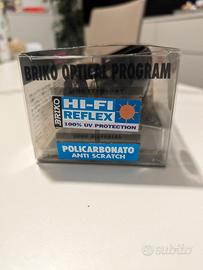 BRIKO OPTICAL PROGRAM
BRIKO
HI-FI
REFLEX
100% UV PROTECTION
POLICARBONATO
ANTI SCRATCH
subito